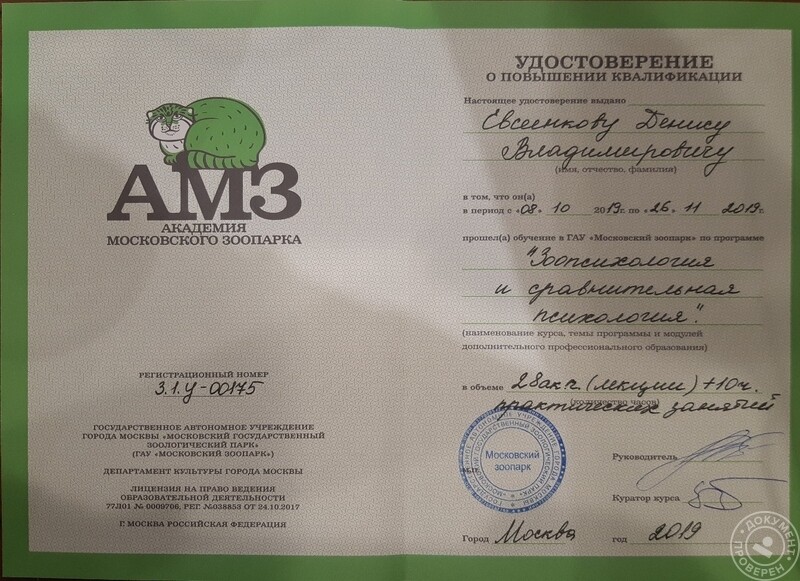 АМЗ
АКАДЕМИЯ
МОСКОВСКОГО ЗООПАРКА
РЕГИСТРАЦИОННЫЙ НОМЕР
3.1.У-00175
ГОСУДАРСТВЕННОЕ АВТОНОМНОЕ УЧРЕЖДЕНИЕ
ГОРОДА МОСКВЫ «МОСКОВСКИЙ ГОСУДАРСТВЕННЫЙ
ЗООЛОГИЧЕСКИЙ ПАРК»
(ГАУ «МОСКОВСКИЙ ЗООПАРК»)
ДЕПАРТАМЕНТ КУЛЬТУРЫ ГОРОДА МОСКВЫ
ЛИЦЕНЗИЯ НА ПРАВО ВЕДЕНИЯ
ОБРАЗОВАТЕЛЬНОЙ ДЕЯТЕЛЬНОСТИ
77Л01 № 0009706, РЕГ №038853 ОТ 24.10.2017
Г. МОСКВА РОССИЙСКАЯ ФЕДЕРАЦИЯ
УДОСТОВЕРЕНИЕ
О ПОВЫШЕНИИ КВАЛИФИКАЦИИ
Настоящее удостоверение выдано
Евсеенкову Денису
Владимировичу
(имя, отчество, фамилия)
в том, что он(а)
в период с «08» 10 2019г. по «26» 11 2019г.
прошел(а) обучение в ГАУ «Московский зоопарк» по программе
"Зоопсихология
и сравнительная
психология".
(наименование курса, темы программы и модулей
дополнительного профессионального образования)
в объеме 28ак.ч. (лекции) +10ч.
(количество часов)
практических занятий
Московский
зоопарк
Руководитель
Куратор курса
Город Москва год 2019
ДОКУМЕНТ
ПРОВЕРЕН